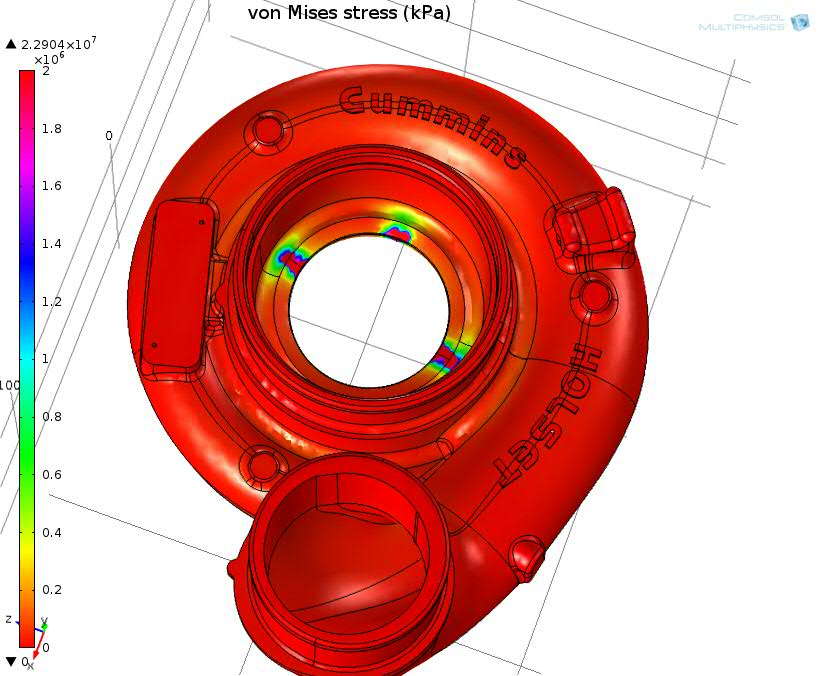 von Mises stress (kPa)
COMSOL
MULTIPHYSICS
▲ 2.2904×10⁷
×10⁶
2
1.8
1.6
1.4
1.2
1
0.8
0.6
0.4
0.2
0
▼ 0
0
100
Cummins
HOLSET
z
y
x